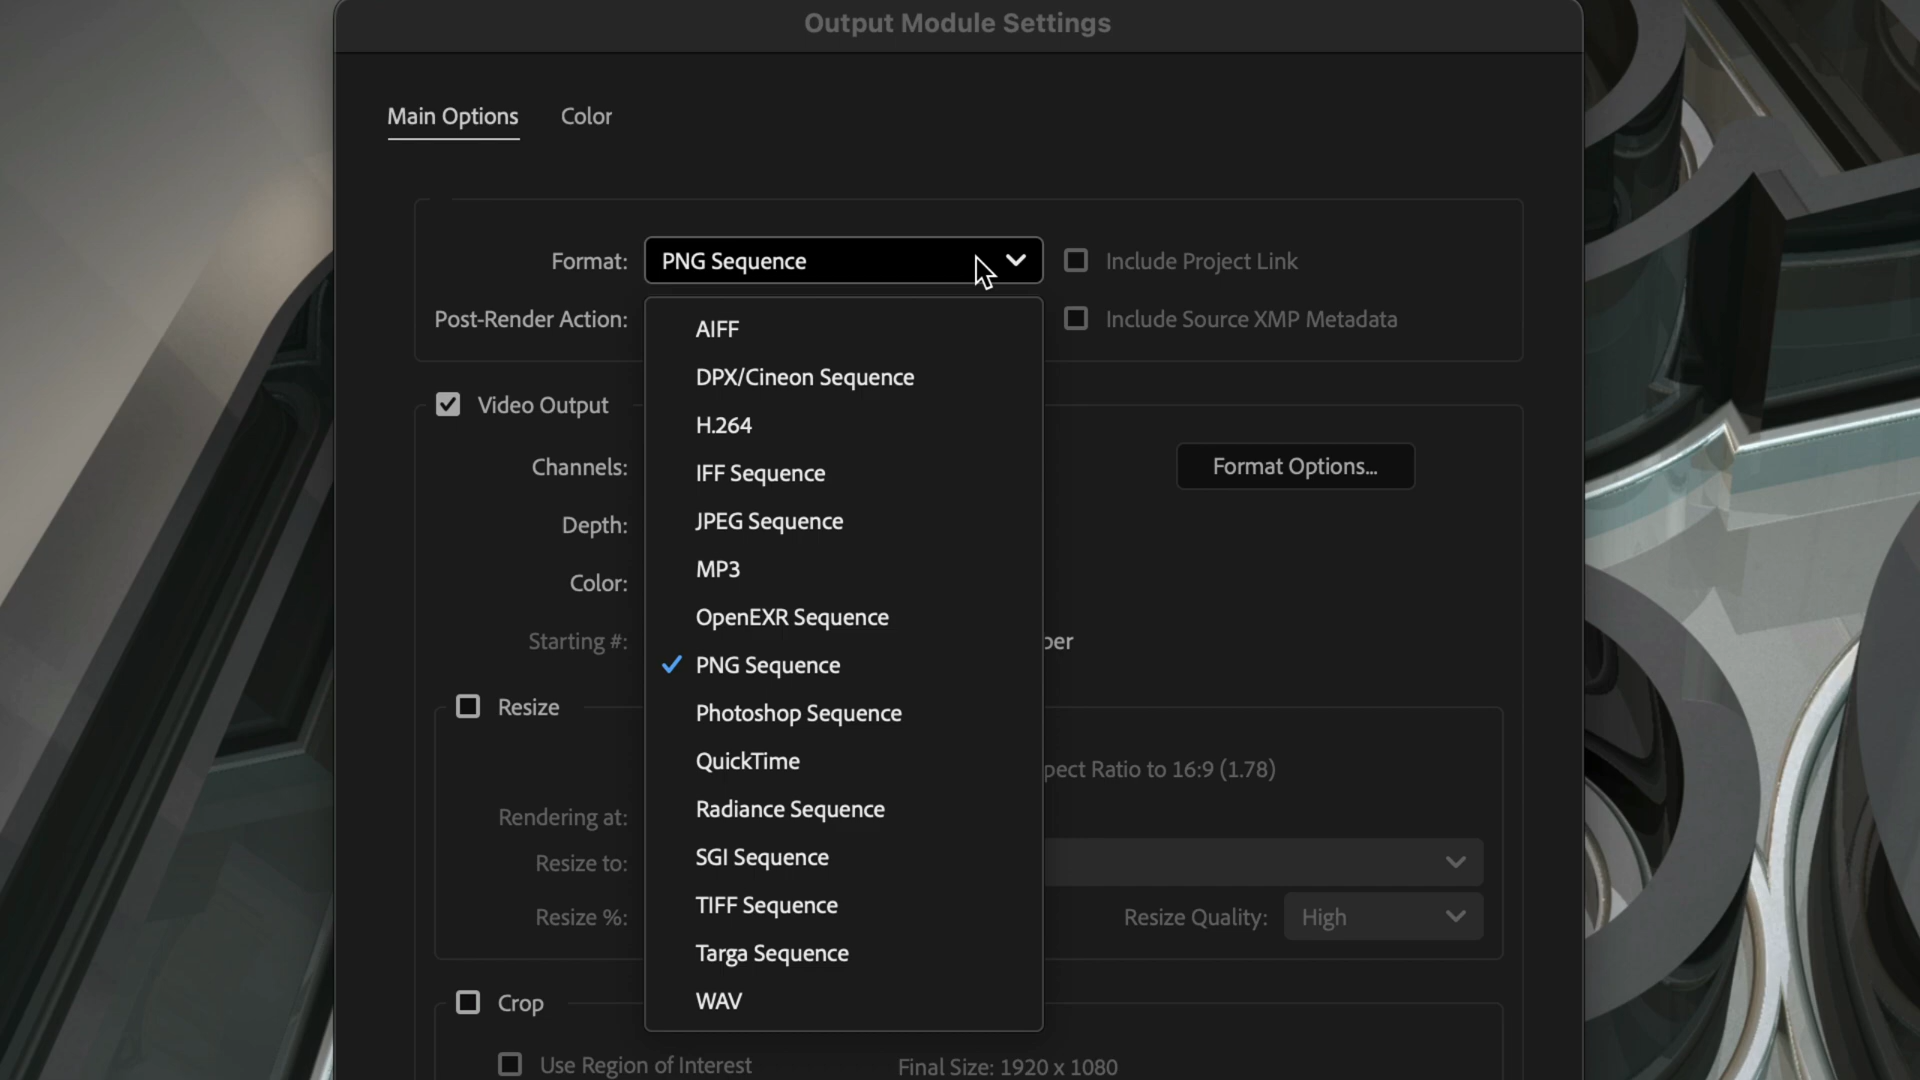 Output Module Settings
Main Options
Color
Format:
PNG Sequence
Include Project Link
Post-Render Action:
Include Source XMP Metadata
AIFF
DPX/Cineon Sequence
H.264
IFF Sequence
JPEG Sequence
MP3
OpenEXR Sequence
PNG Sequence
Photoshop Sequence
QuickTime
Radiance Sequence
SGI Sequence
TIFF Sequence
Targa Sequence
WAV
Video Output
Channels:
Format Options...
Depth:
Color:
Starting #:
Resize
Ratio to 16:9 (1.78)
Rendering at:
Resize to:
Resize %:
Resize Quality:
High
Crop
Use Region of Interest
Final Size: 1920 x 1080